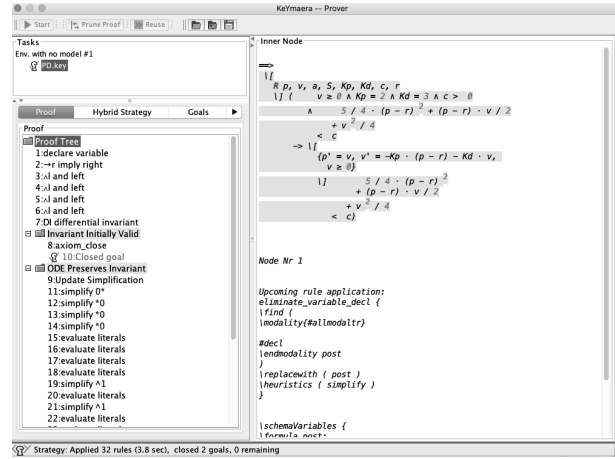 KeYmaera -- Prover
Start
Prune Proof
Reuse
Tasks
Env. with no model #1
PD.key
Proof
Hybrid Strategy
Goals
Proof
Proof Tree
1:declare variable
2:→r imply right
3:∧l and left
4:∧l and left
5:∧l and left
6:∧l and left
7:DI differential invariant
Invariant Initially Valid
8:axiom_close
10:Closed goal
ODE Preserves Invariant
9:Update Simplification
11:simplify 0*
12:simplify *0
13:simplify *0
14:simplify *0
15:evaluate literals
16:evaluate literals
17:evaluate literals
18:evaluate literals
19:simplify ^1
20:evaluate literals
21:simplify ^1
22:evaluate literals
Inner Node
==>
\[
R p, v, a, S, Kp, Kd, c, r
\] ( v ≥ 0 ∧ Kp = 2 ∧ Kd = 3 ∧ c > 0
∧ 5 / 4 · (p − r) ^2 + (p − r) · v / 2
+ v ^2 / 4
< c
−> \[
{p' = v, v' = −Kp · (p − r) − Kd · v,
v ≥ 0}
\] 5 / 4 · (p − r) ^2
+ (p − r) · v / 2
+ v ^2 / 4
< c)
Node Nr 1
Upcoming rule application:
eliminate_variable_decl {
\find (
\modality{#allmodaltr}
#decl
\endmodality post
)
\replacewith ( post )
\heuristics ( simplify )
}
\schemaVariables {
\formula post;
Strategy: Applied 32 rules (3.8 sec), closed 2 goals, 0 remaining